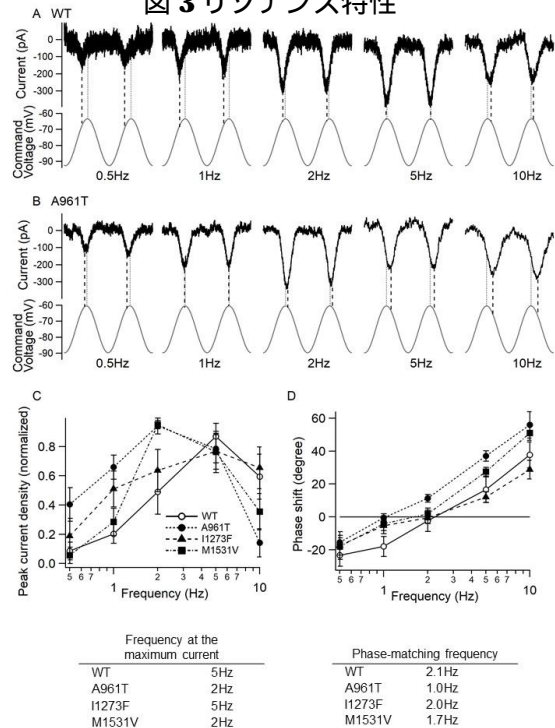 図 3 リゾナンス特性
A WT
Current (pA)
0
-100
-200
-300
Command
Voltage (mV)
-60
-70
-80
-90
0.5Hz
1Hz
2Hz
5Hz
10Hz
B A961T
Current (pA)
0
-100
-200
-300
Command
Voltage (mV)
-60
-70
-80
-90
0.5Hz
1Hz
2Hz
5Hz
10Hz
C
Peak current density (normalized)
0.8
0.6
0.4
0.2
0.0
WT
A961T
I1273F
M1531V
5 6 7 1 2 3 4 5 6 7 10
Frequency (Hz)
D
Phase shift (degree)
60
40
20
0
-20
5 6 7 1 2 3 4 5 6 7 10
Frequency (Hz)
Frequency at the
maximum current
WT 5Hz
A961T 2Hz
I1273F 5Hz
M1531V 2Hz
Phase-matching frequency
WT 2.1Hz
A961T 1.0Hz
I1273F 2.0Hz
M1531V 1.7Hz